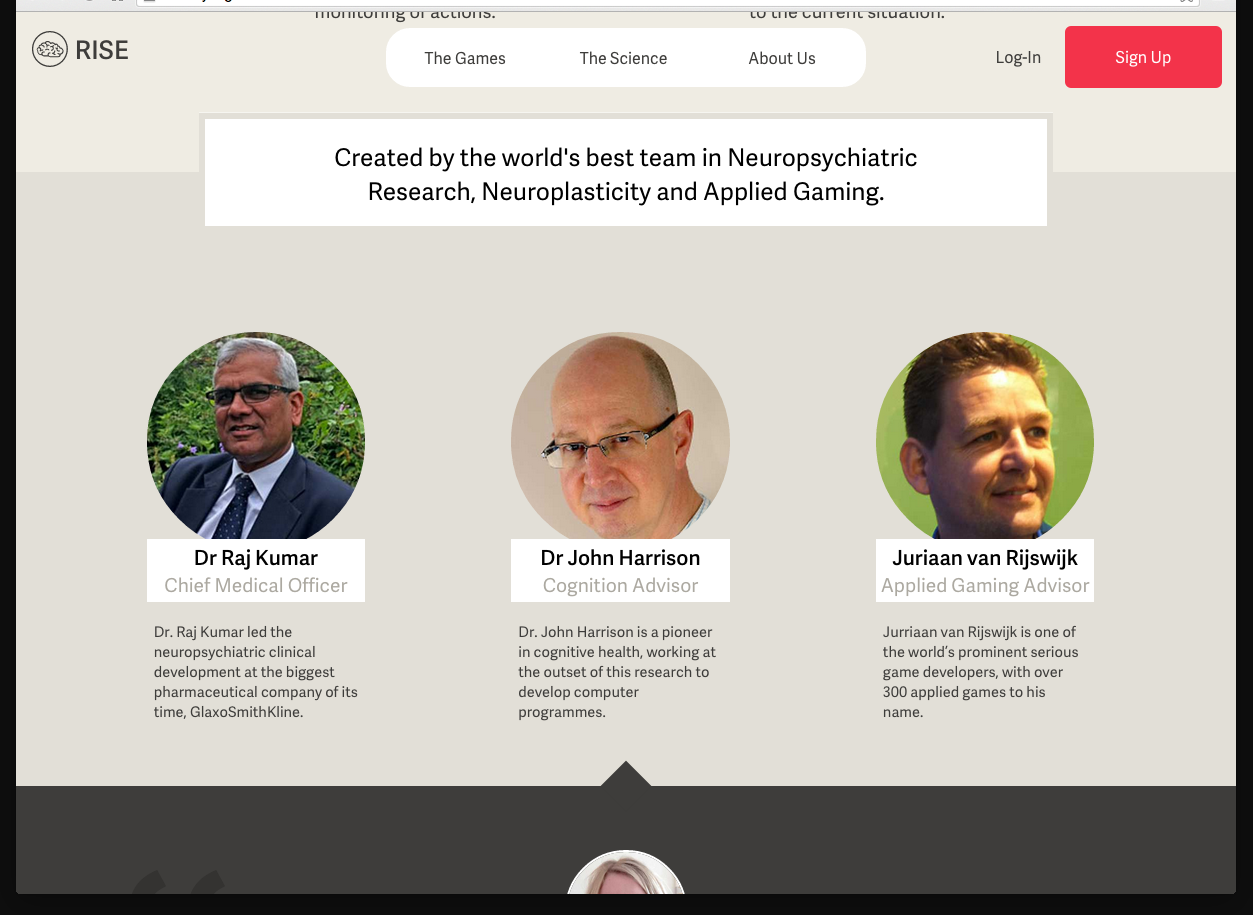 monitoring of actions.
to the current situation.
RISE
The Games
The Science
About Us
Log-In
Sign Up
Created by the world's best team in Neuropsychiatric
Research, Neuroplasticity and Applied Gaming.
Dr Raj Kumar
Chief Medical Officer
Dr. Raj Kumar led the
neuropsychiatric clinical
development at the biggest
pharmaceutical company of its
time, GlaxoSmithKline.
Dr John Harrison
Cognition Advisor
Dr. John Harrison is a pioneer
in cognitive health, working at
the outset of this research to
develop computer
programmes.
Juriaan van Rijswijk
Applied Gaming Advisor
Jurriaan van Rijswijk is one of
the world’s prominent serious
game developers, with over
300 applied games to his
name.